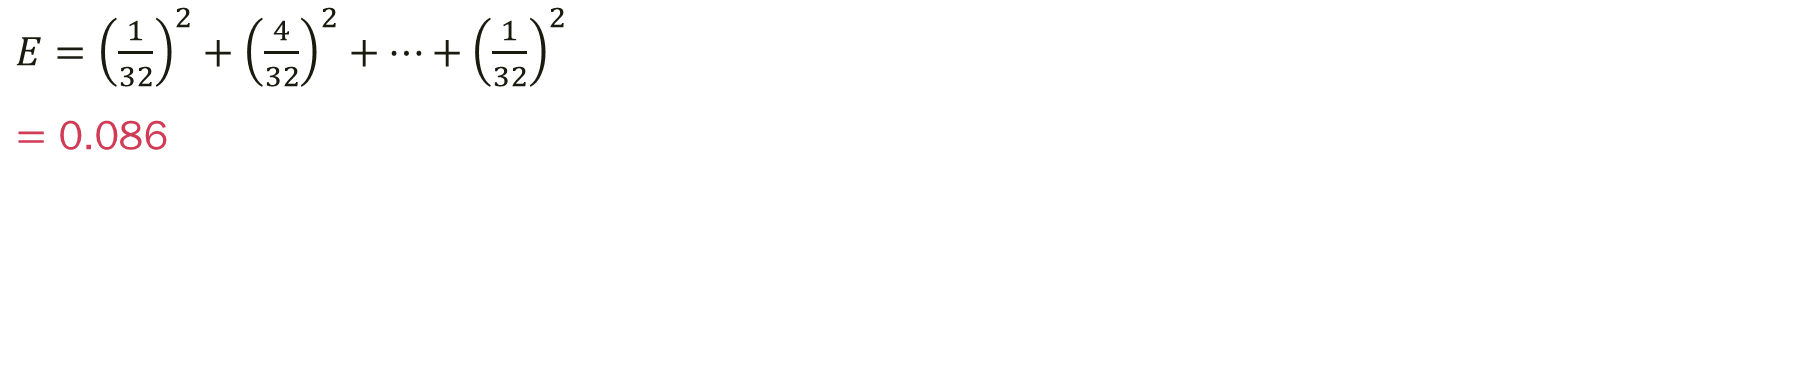 E = (1/32)² + (4/32)² + ⋯ + (1/32)²
= 0.086